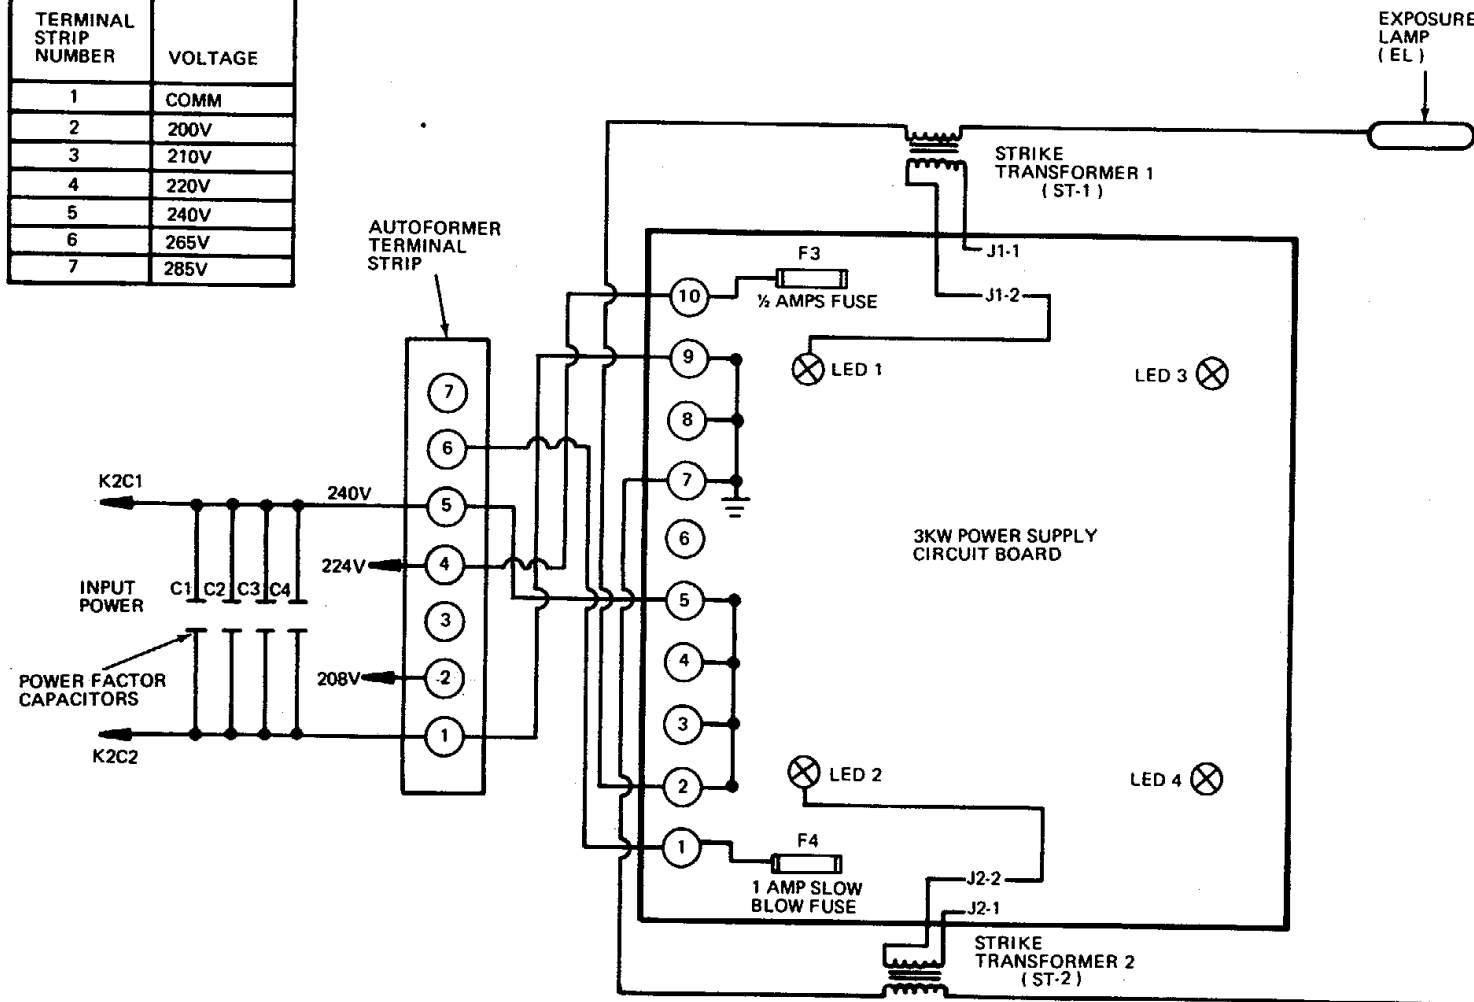 TERMINAL
STRIP
NUMBER
VOLTAGE
1 COMM
2 200V
3 210V
4 220V
5 240V
6 265V
7 285V
EXPOSURE
LAMP
( EL )
STRIKE
TRANSFORMER 1
( ST-1 )
AUTOFORMER
TERMINAL
STRIP
F3
½ AMPS FUSE
J1-1
J1-2
LED 1
LED 3
10
9
8
7
6
5
4
3
2
1
7
6
5
4
3
2
1
K2C1
240V
224V
INPUT
POWER
C1 C2 C3 C4
208V
POWER FACTOR
CAPACITORS
K2C2
3KW POWER SUPPLY
CIRCUIT BOARD
LED 2
LED 4
F4
1 AMP SLOW
BLOW FUSE
J2-2
J2-1
STRIKE
TRANSFORMER 2
( ST-2 )